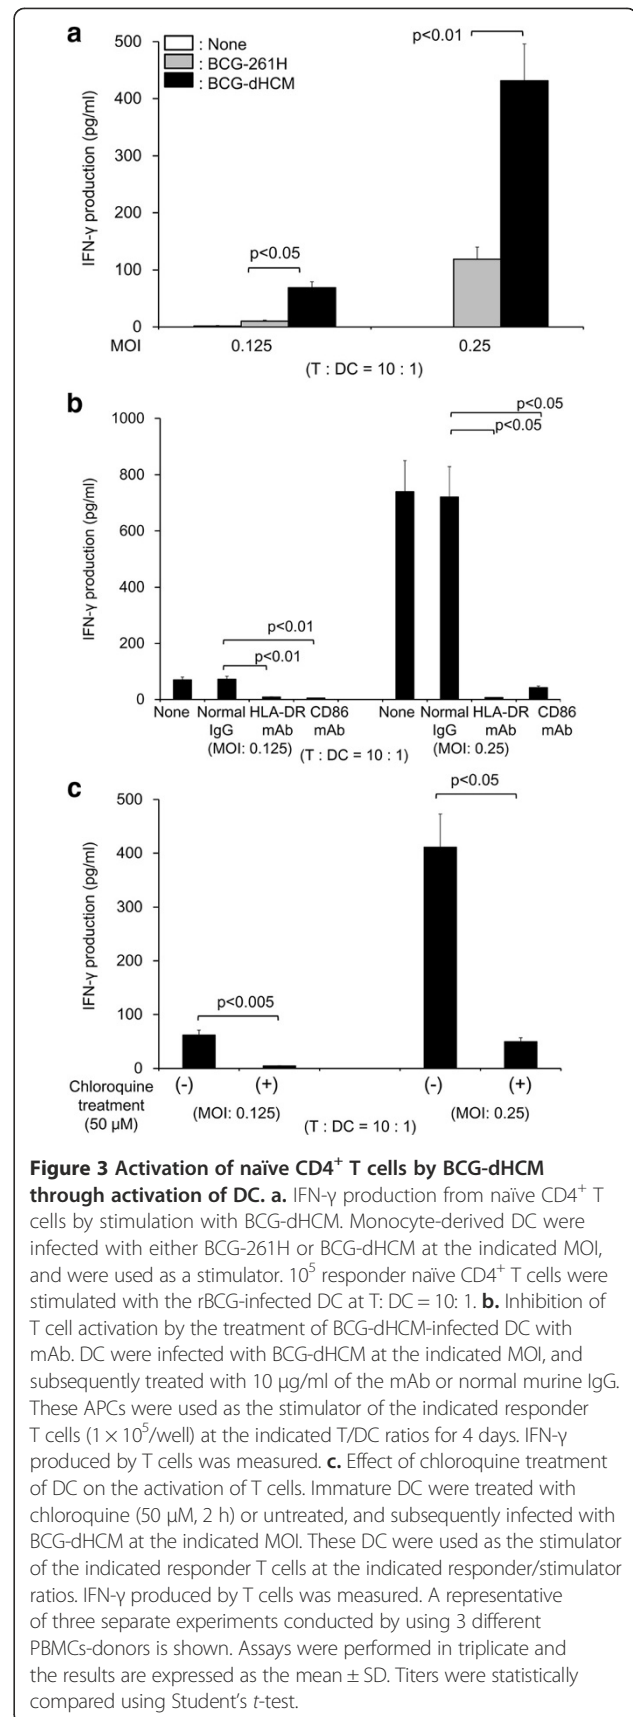 a
500
400
300
200
100
0
IFN-γ production (pg/ml)
: None
: BCG-261H
: BCG-dHCM
p<0.01
p<0.05
MOI
0.125
0.25
(T : DC = 10 : 1)
b
1000
800
600
400
200
0
IFN-γ production (pg/ml)
p<0.05
p<0.05
p<0.01
p<0.01
None Normal HLA-DR CD86 None Normal HLA-DR CD86
IgG mAb mAb IgG mAb mAb
(MOI: 0.125) (T : DC = 10 : 1) (MOI: 0.25)
c
500
400
300
200
100
0
IFN-γ production (pg/ml)
p<0.05
p<0.005
Chloroquine (-) (+) (-) (+)
treatment
(50 μM)
(MOI: 0.125) (MOI: 0.25)
(T : DC = 10 : 1)
Figure 3 Activation of naïve CD4+ T cells by BCG-dHCM
through activation of DC. a. IFN-γ production from naïve CD4+ T
cells by stimulation with BCG-dHCM. Monocyte-derived DC were
infected with either BCG-261H or BCG-dHCM at the indicated MOI,
and were used as a stimulator. 10⁵ responder naïve CD4+ T cells were
stimulated with the rBCG-infected DC at T: DC = 10: 1. b. Inhibition of
T cell activation by the treatment of BCG-dHCM-infected DC with
mAb. DC were infected with BCG-dHCM at the indicated MOI, and
subsequently treated with 10 μg/ml of the mAb or normal murine IgG.
These APCs were used as the stimulator of the indicated responder
T cells (1 × 10⁵/well) at the indicated T/DC ratios for 4 days. IFN-γ
produced by T cells was measured. c. Effect of chloroquine treatment
of DC on the activation of T cells. Immature DC were treated with
chloroquine (50 μM, 2 h) or untreated, and subsequently infected with
BCG-dHCM at the indicated MOI. These DC were used as the stimulator
of the indicated responder T cells at the indicated responder/stimulator
ratios. IFN-γ produced by T cells was measured. A representative
of three separate experiments conducted by using 3 different
PBMCs-donors is shown. Assays were performed in triplicate and
the results are expressed as the mean ± SD. Titers were statistically
compared using Student's t-test.